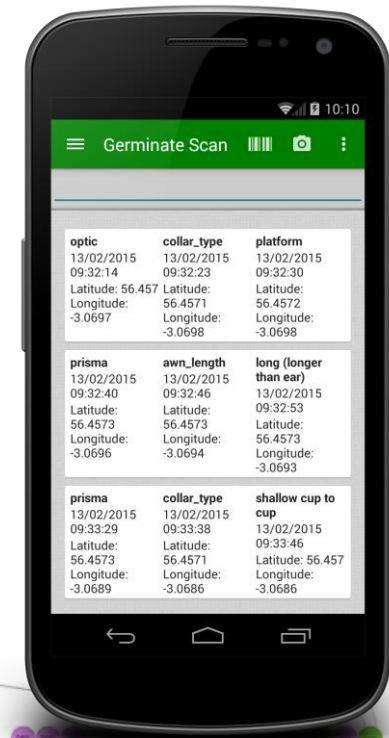 10:10
Germinate Scan
optic
13/02/2015
09:32:14
Latitude: 56.457
Longitude:
-3.0697
collar_type
13/02/2015
09:32:23
Latitude:
56.4571
Longitude:
-3.0698
platform
13/02/2015
09:32:30
Latitude:
56.4572
Longitude:
-3.0698
prisma
13/02/2015
09:32:40
Latitude:
56.4573
Longitude:
-3.0696
awn_length
13/02/2015
09:32:46
Latitude:
56.4573
Longitude:
-3.0694
long (longer
than ear)
13/02/2015
09:32:53
Latitude:
56.4573
Longitude:
-3.0693
prisma
13/02/2015
09:33:29
Latitude:
56.4573
Longitude:
-3.0689
collar_type
13/02/2015
09:33:38
Latitude:
56.4571
Longitude:
-3.0686
shallow cup to
cup
13/02/2015
09:33:46
Latitude: 56.457
Longitude:
-3.0686